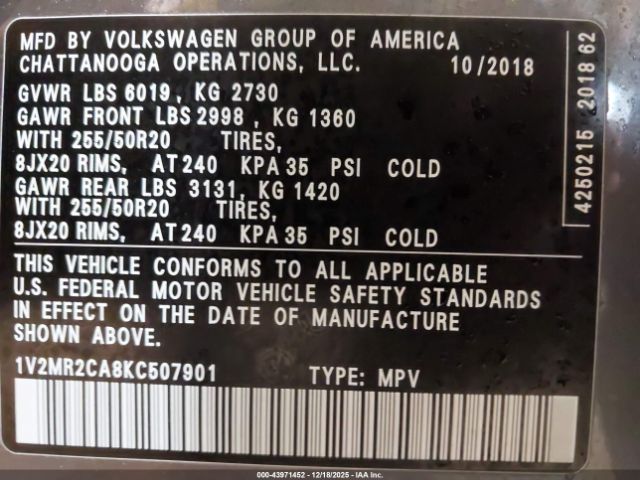 MFD BY VOLKSWAGEN GROUP OF AMERICA
CHATTANOOGA OPERATIONS, LLC. 10/2018
GVWR LBS 6019, KG 2730
GAWR FRONT LBS 2998, KG 1360
WITH 255/50R20 TIRES,
8JX20 RIMS, AT 240 KPA 35 PSI COLD
GAWR REAR LBS 3131, KG 1420
WITH 255/50R20 TIRES,
8JX20 RIMS, AT 240 KPA 35 PSI COLD
THIS VEHICLE CONFORMS TO ALL APPLICABLE
U.S. FEDERAL MOTOR VEHICLE SAFETY STANDARDS
IN EFFECT ON THE DATE OF MANUFACTURE
SHOWN ABOVE.
1V2MR2CA8KC507901 TYPE: MPV
4250215 2018 62
000-43971452 - 12/18/2025 - IAA Inc.